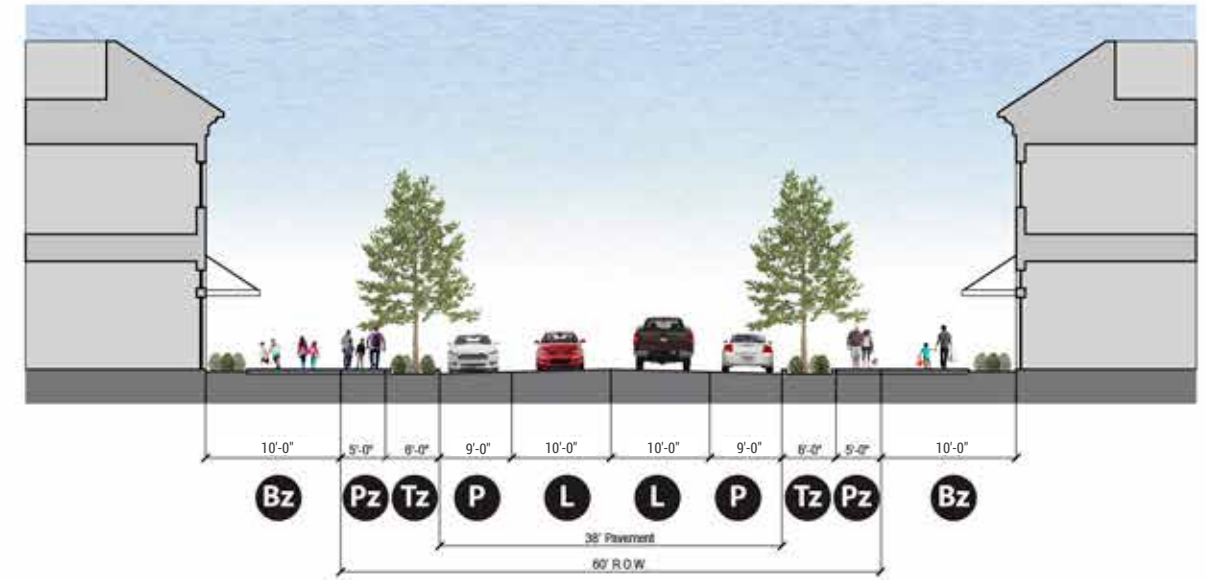 10'-0" 5'-0" 6'-0" 9'-0" 10'-0" 10'-0" 9'-0" 6'-0" 5'-0" 10'-0"
Bz Pz Tz P L L P Tz Pz Bz
38' Pavement
60' R O W